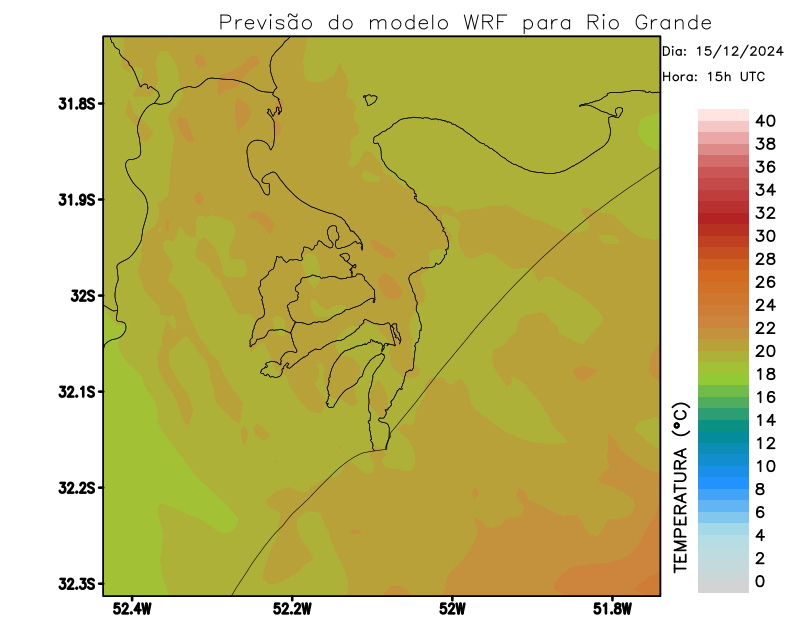 Previsão do modelo WRF para Rio Grande
Dia: 15/12/2024
Hora: 15h UTC
31.8S
31.9S
32S
32.1S
32.2S
32.3S
52.4W
52.2W
52W
51.8W
TEMPERATURA (°C)
40
38
36
34
32
30
28
26
24
22
20
18
16
14
12
10
8
6
4
2
0